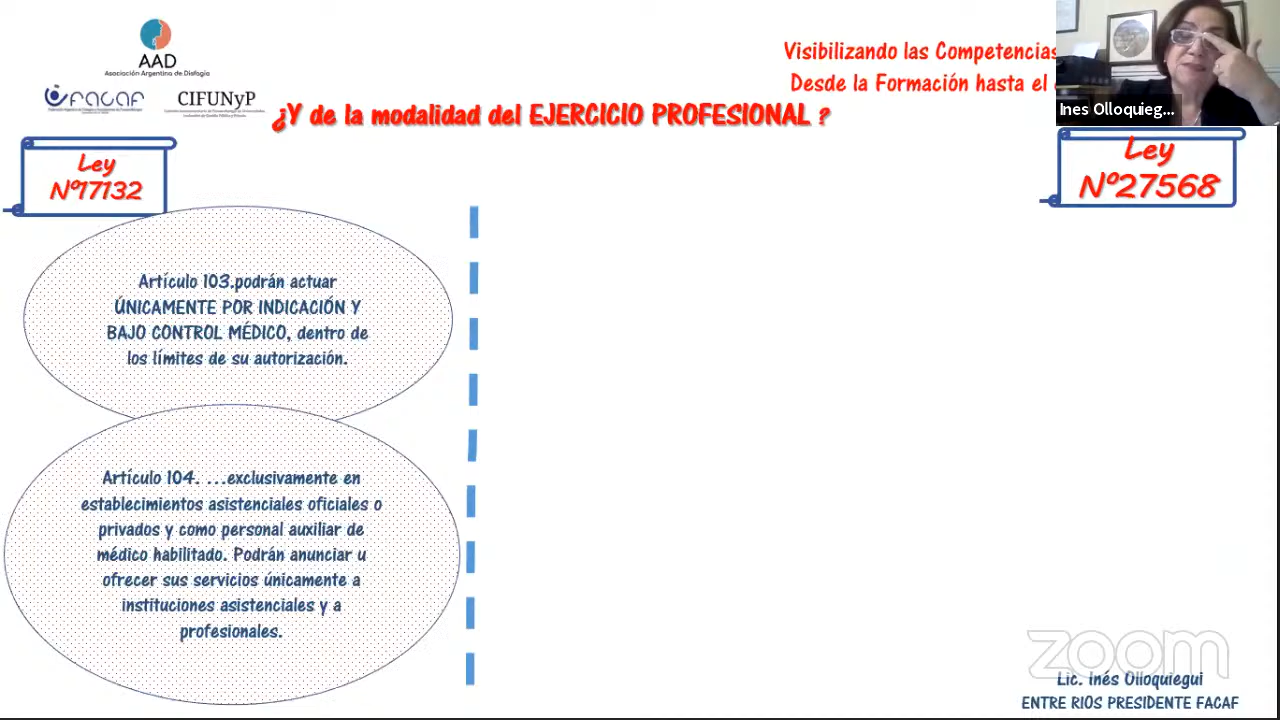 AAD
Asociación Argentina de Disfagia
FACAF
CIFUNyP
Visibilizando las Competencias
Desde la Formación hasta el
Ines Olloquieg...
¿Y de la modalidad del EJERCICIO PROFESIONAL ?
Ley
Nº17132
Ley
Nº27568
Artículo 103.podrán actuar
ÚNICAMENTE POR INDICACIÓN Y
BAJO CONTROL MÉDICO, dentro de
los límites de su autorización.
Artículo 104. ...exclusivamente en
establecimientos asistenciales oficiales o
privados y como personal auxiliar de
médico habilitado. Podrán anunciar u
ofrecer sus servicios únicamente a
instituciones asistenciales y a
profesionales.
zoom
Lic. Inés Olloquiegui
ENTRE RIOS PRESIDENTE FACAF